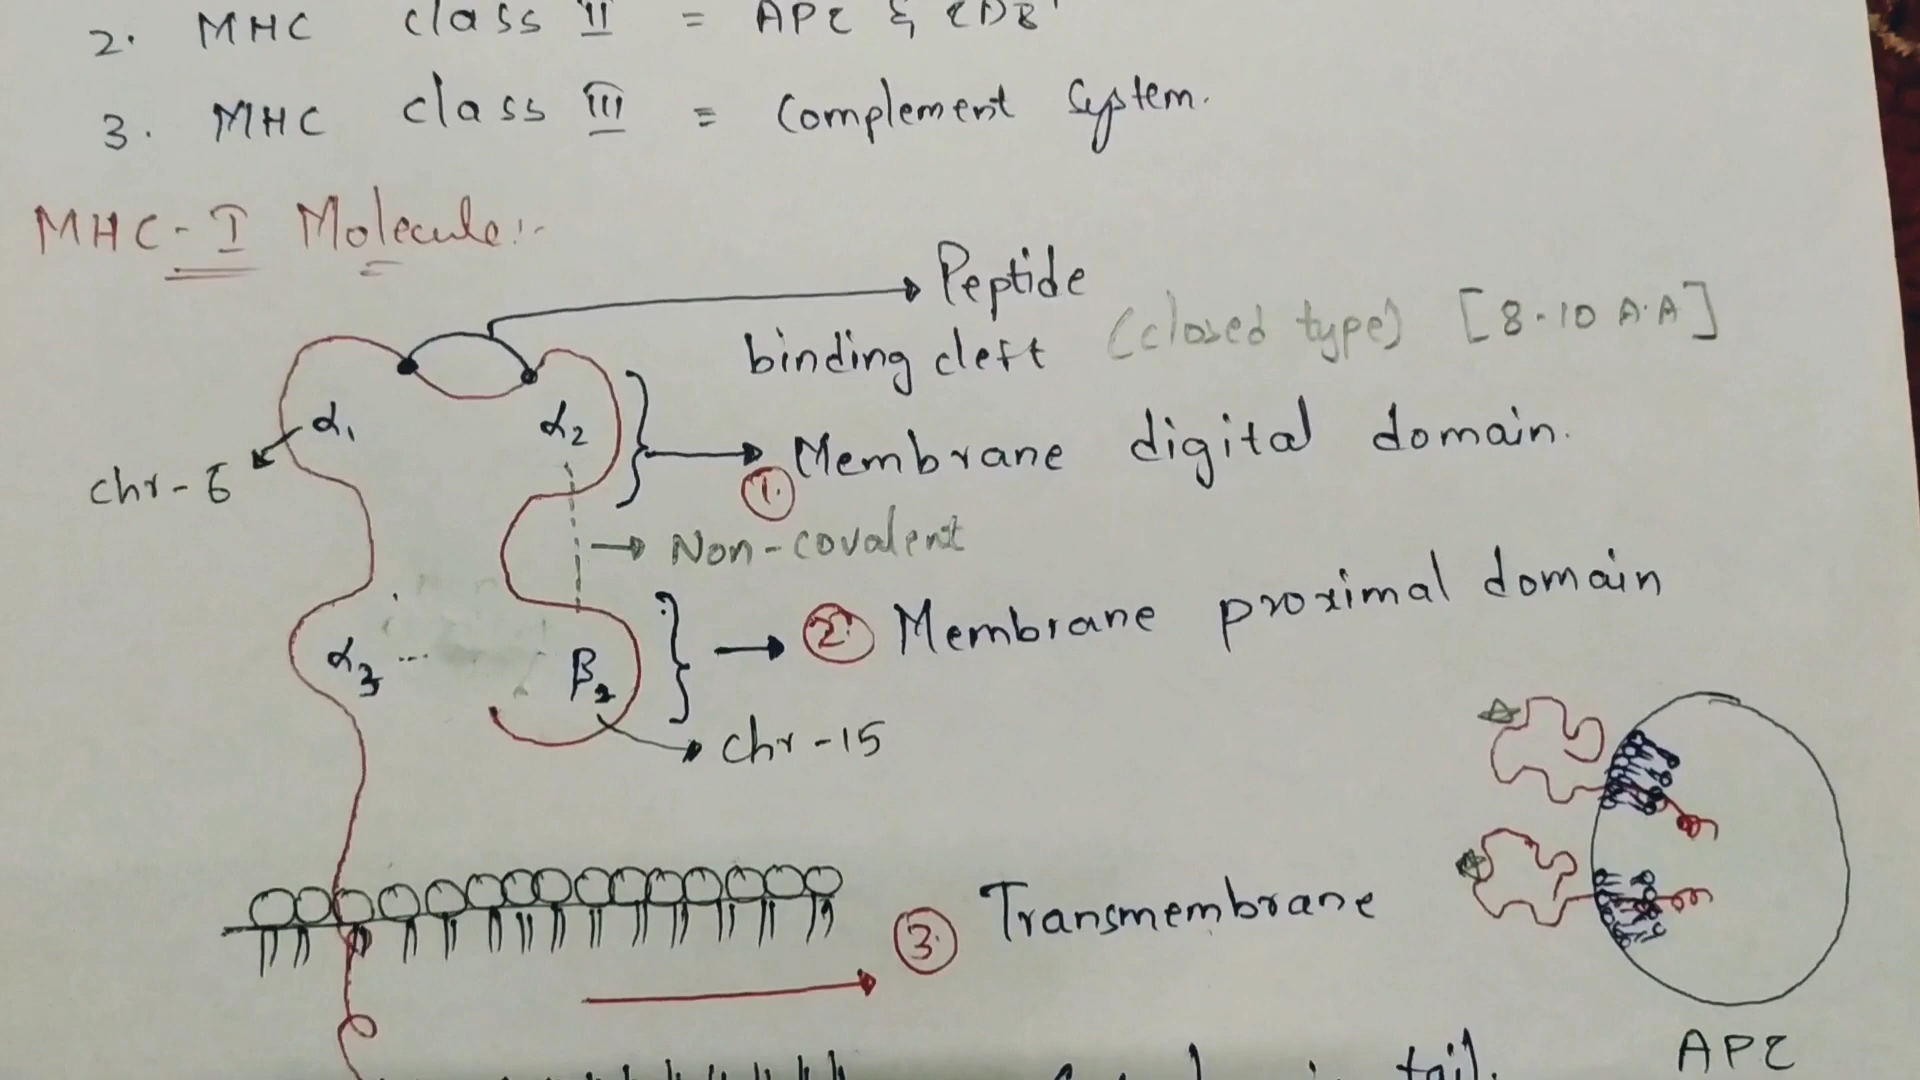 2. MHC class II = APC & CD8
3. MHC class III = Complement System.
MHC-I Molecule:-
Peptide
binding cleft (closed type) [8-10 A.A]
α1 α2
chr-6
① Membrane digital domain.
Non-covalent
② Membrane proximal domain
α3 ... β2
chr-15
③ Transmembrane
APC
tail.